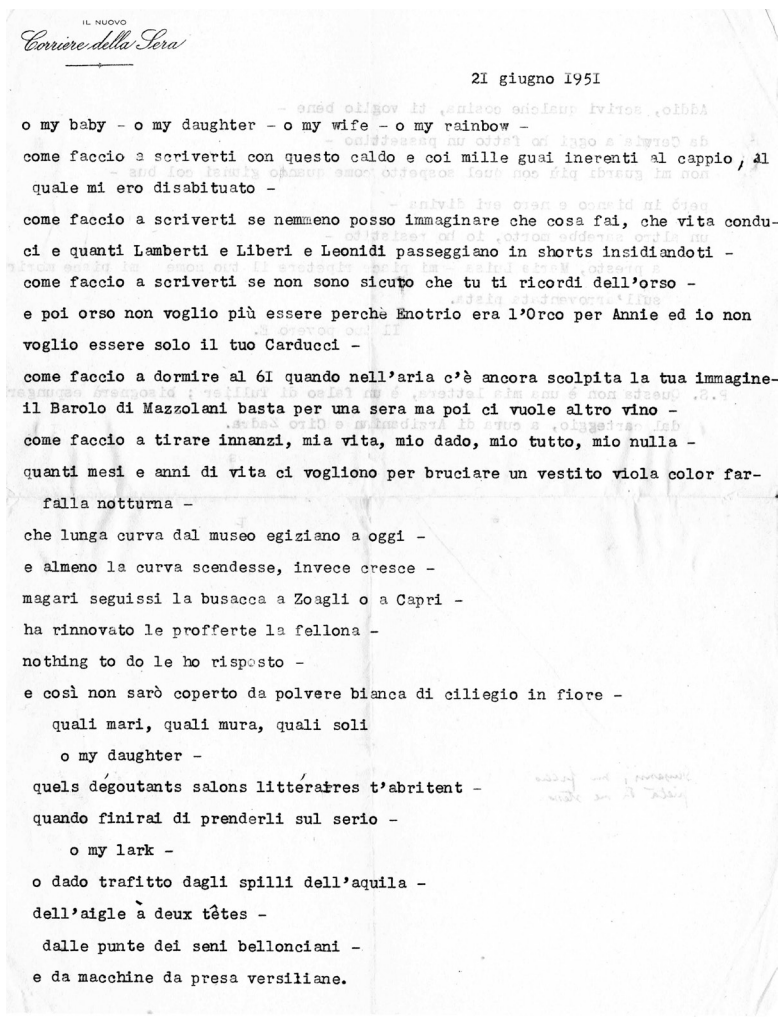 IL NUOVO
Corriere della Sera
21 giugno 1951
o my baby - o my daughter - o my wife - o my rainbow -
come faccio a scriverti con questo caldo e coi mille guai inerenti al cappio, al
quale mi ero disabituato -
come faccio a scriverti se nemmeno posso immaginare che cosa fai, che vita condu-
ci e quanti Lamberti e Liberi e Leonidi passeggiano in shorts insidiandoti -
come faccio a scriverti se non sono sicuro che tu ti ricordi dell'orso -
e poi orso non voglio più essere perchè Enotrio era l'Orco per Annie ed io non
voglio essere solo il tuo Carducci -
come faccio a dormire al 61 quando nell'aria c'è ancora scolpita la tua immagine-
il Barolo di Mazzolani basta per una sera ma poi ci vuole altro vino -
come faccio a tirare innanzi, mia vita, mio dado, mio tutto, mio nulla -
quanti mesi e anni di vita ci vogliono per bruciare un vestito viola color far-
falla notturna -
che lunga curva dal museo egiziano a oggi -
e almeno la curva scendesse, invece cresce -
magari seguissi la busacca a Zoagli o a Capri -
ha rinnovato le profferte la fellona -
nothing to do le ho risposto -
e così non sarò coperto da polvere bianca di ciliegio in fiore -
quali mari, quali mura, quali soli
o my daughter -
quels dégoutants salons littéraires t'abritent -
quando finirai di prenderli sul serio -
o my lark -
o dado trafitto dagli spilli dell'aquila -
dell'aigle à deux têtes -
dalle punte dei seni bellonciani -
e da macchine da presa versiliane.